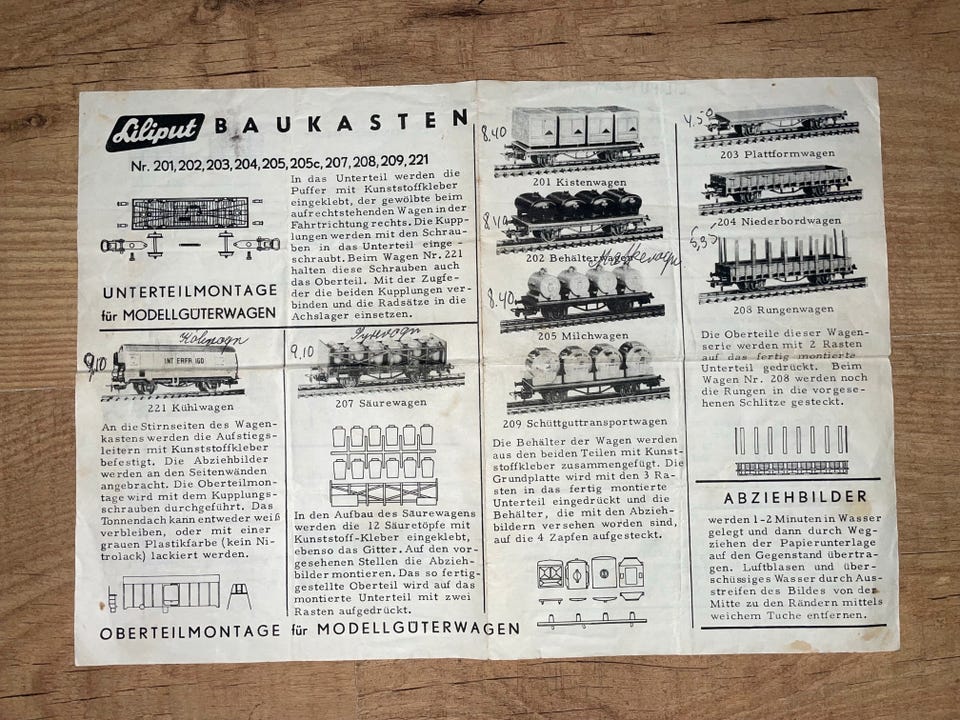 Liliput BAUKASTEN
Nr. 201, 202, 203, 204, 205, 205c, 207, 208, 209, 221
In das Unterteil werden die
Puffer mit Kunststoffkleber
eingeklebt, der gewölbte beim
aufrechtstehenden Wagen in der
Fahrtrichtung rechts. Die Kupp-
lungen werden mit den Schrau-
ben in das Unterteil einge-
schraubt. Beim Wagen Nr. 221
halten diese Schrauben auch
das Oberteil. Mit der Zugfe-
der die beiden Kupplungen ver-
binden und die Radsätze in die
Achslager einsetzen.
UNTERTEILMONTAGE
für MODELLGÜTERWAGEN
9,10
Kölevogn
INTERFRIGO
221 Kühlwagen
An die Stirnseiten des Wagen-
kastens werden die Aufstiegs-
leitern mit Kunststoffkleber
befestigt. Die Abziehbilder
werden an den Seitenwänden
angebracht. Die Oberteilmon-
tage wird mit dem Kupplungs-
schrauben durchgeführt. Das
Tonnendach kann entweder weiß
verbleiben, oder mit einer
grauen Plastikfarbe (kein Ni-
trolack) lackiert werden.
9.10
Syrevogn
207 Säurewagen
In den Aufbau des Säurewagens
werden die 12 Säuretöpfe mit
Kunststoff-Kleber eingeklebt,
ebenso das Gitter. Auf den vor-
gesehenen Stellen die Abzieh-
bilder montieren. Das so fertig-
gestellte Oberteil wird auf das
montierte Unterteil mit zwei
Rasten aufgedrückt.
OBERTEILMONTAGE für MODELLGÜTERWAGEN
8.40
201 Kistenwagen
8.40
202 Behälterwagen
8.40
205 Milchwagen
209 Schüttguttransportwagen
Die Behälter der Wagen werden
aus den beiden Teilen mit Kunst-
stoffkleber zusammengefügt. Die
Grundplatte wird mit den 3 Ra-
sten in das fertig montierte
Unterteil eingedrückt und die
Behälter, die mit den Abzieh-
bildern versehen worden sind,
auf die 4 Zapfen aufgesteckt.
4.50
203 Plattformwagen
204 Niederbordwagen
5,35
208 Rungenwagen
Die Oberteile dieser Wagen-
serie werden mit 2 Rasten
auf das fertig montierte
Unterteil gedrückt. Beim
Wagen Nr. 208 werden noch
die Rungen in die vorgese-
henen Schlitze gesteckt.
ABZIEHBILDER
werden 1-2 Minuten in Wasser
gelegt und dann durch Weg-
ziehen der Papierunterlage
auf den Gegenstand übertra-
gen. Luftblasen und über-
schüssiges Wasser durch Aus-
streifen des Bildes von der
Mitte zu den Rändern mittels
weichem Tuche entfernen.